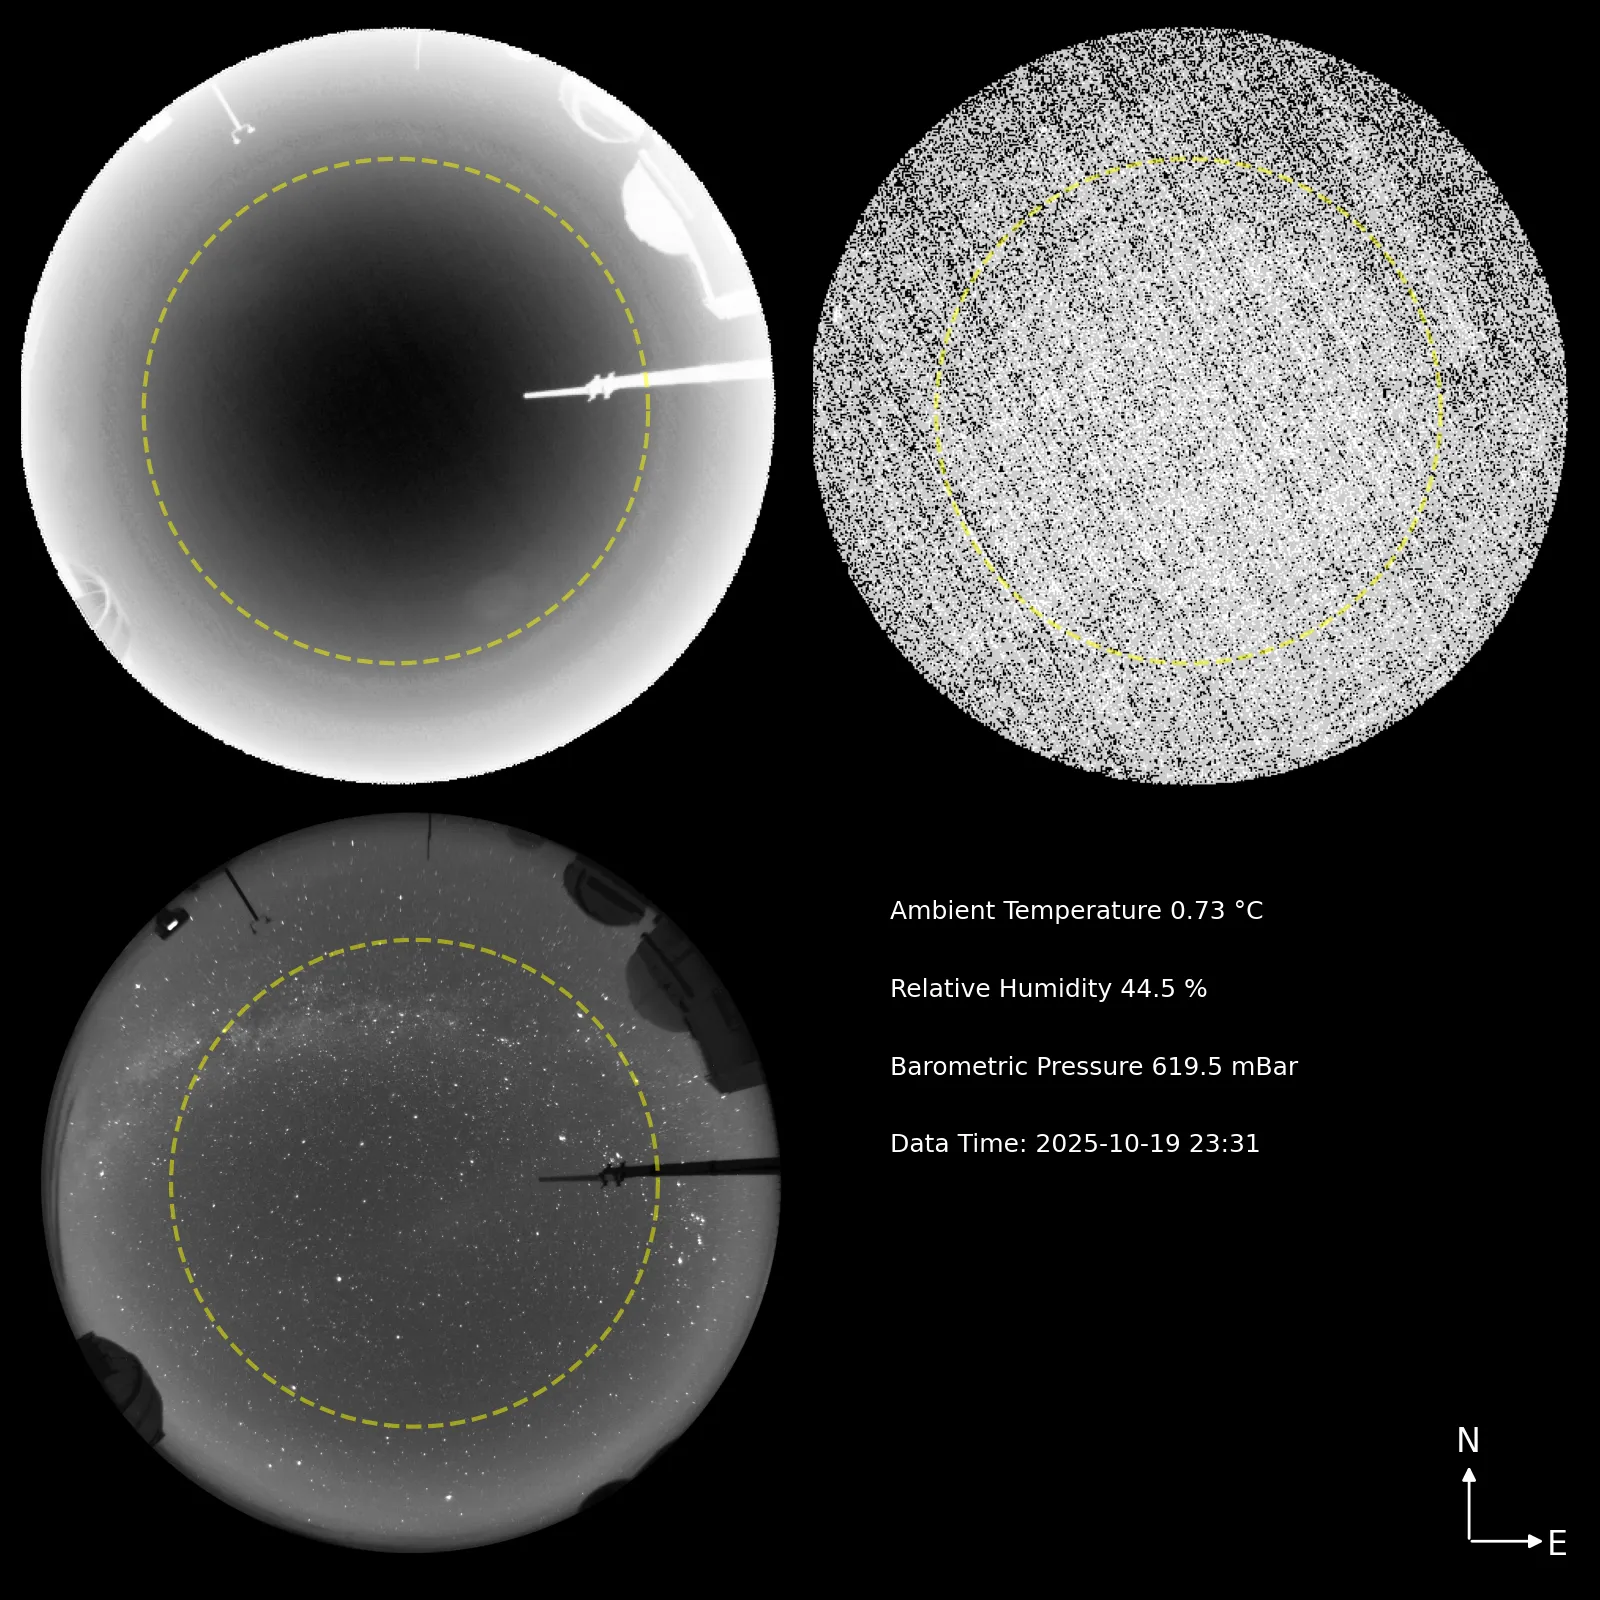 Ambient Temperature 0.73 °C
Relative Humidity 44.5 %
Barometric Pressure 619.5 mBar
Data Time: 2025-10-19 23:31
N
E